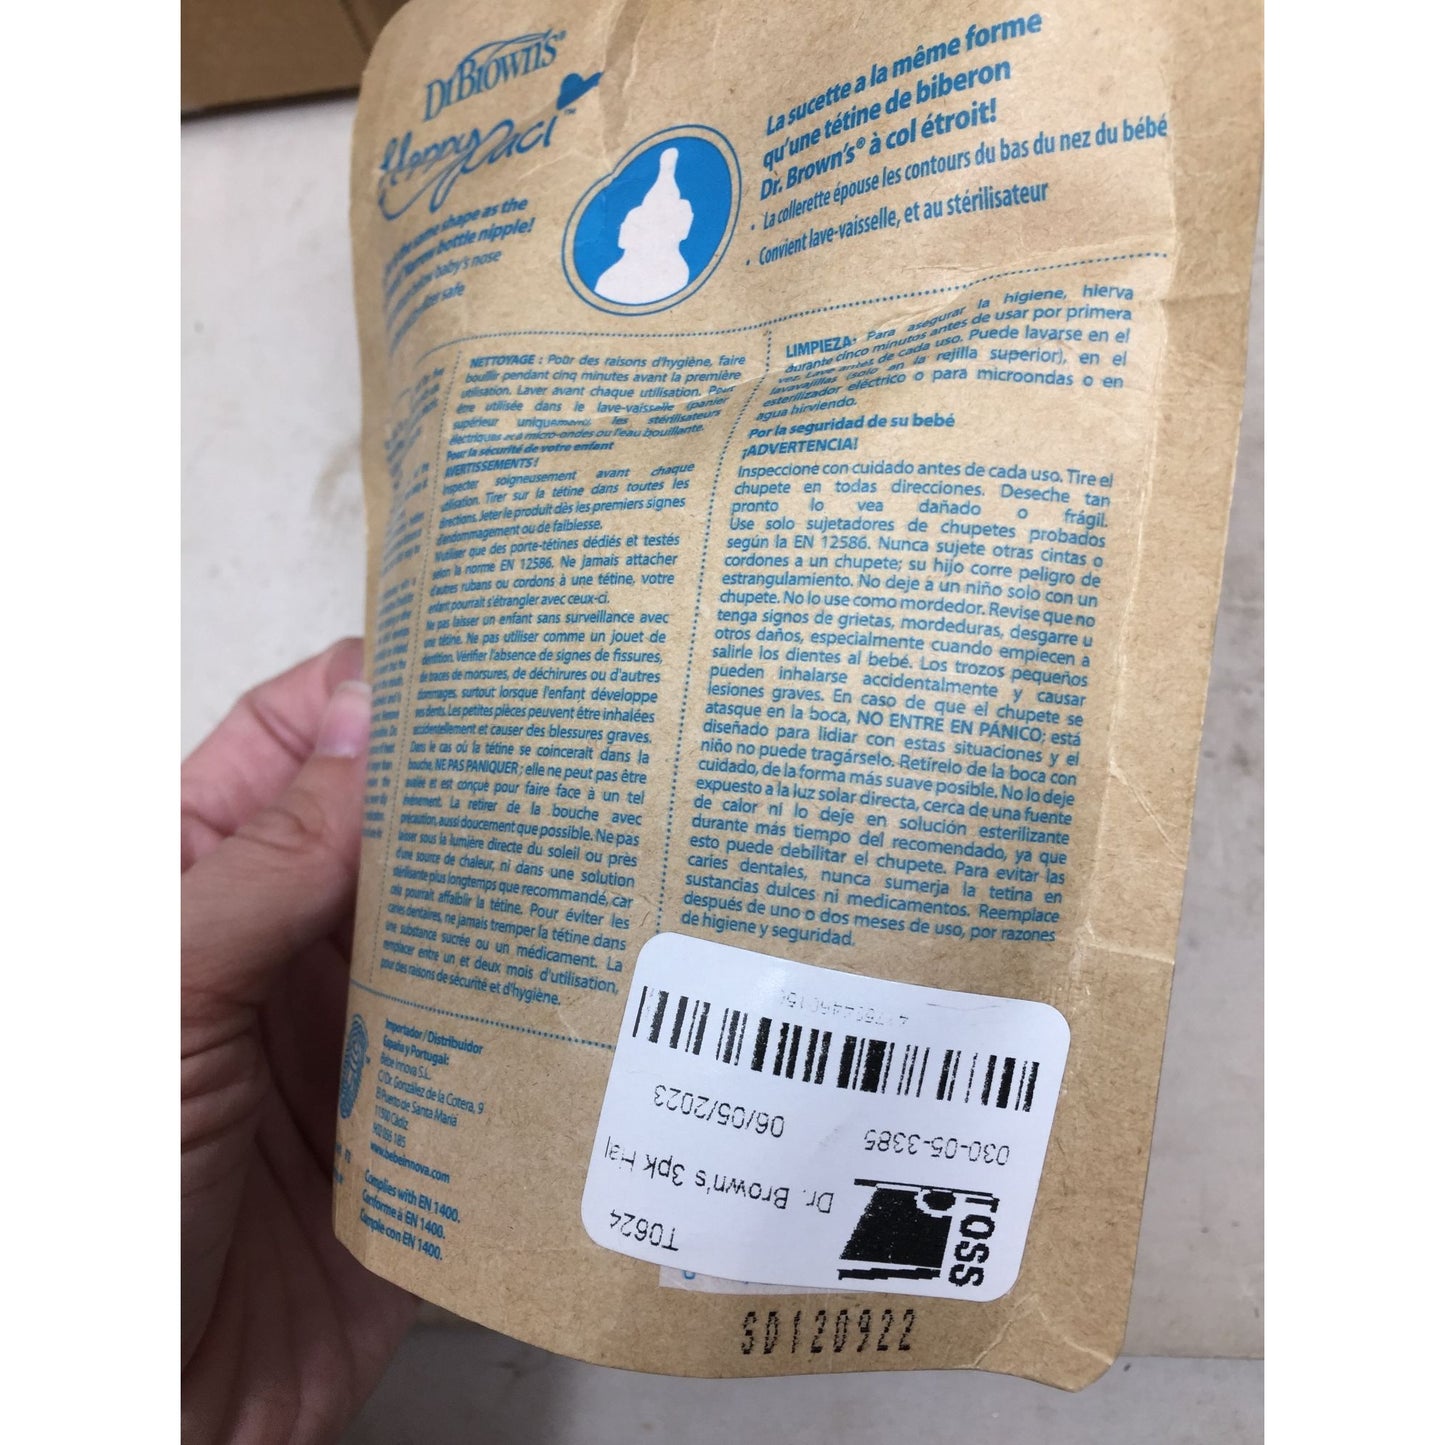 Dr.Brown's®
HappyPaci™
same shape as the
Narrow bottle nipple!
below baby's nose
safe
La sucette a la même forme
qu'une tétine de biberon
Dr. Brown's® à col étroit!
• La collerette épouse les contours du bas du nez du bébé
• Convient lave-vaisselle, et au stérilisateur
NETTOYAGE : Pour des raisons d'hygiène, faire
bouillir pendant cinq minutes avant la première
utilisation. Laver avant chaque utilisation. Peut
être utilisée dans le lave-vaisselle (panier
supérieur uniquement), les stérilisateurs
électriques et à micro-ondes ou l'eau bouillante.
Pour la sécurité de votre enfant
AVERTISSEMENTS!
Inspecter soigneusement avant chaque
utilisation. Tirer sur la tétine dans toutes les
directions. Jeter le produit dès les premiers signes
d'endommagement ou de faiblesse.
N'utiliser que des porte-tétines dédiés et testés
selon la norme EN 12586. Ne jamais attacher
d'autres rubans ou cordons à une tétine, votre
enfant pourrait s'étrangler avec ceux-ci.
Ne pas laisser un enfant sans surveillance avec
une tétine. Ne pas utiliser comme un jouet de
dentition. Vérifier l'absence de signes de fissures,
de traces de morsures, de déchirures ou d'autres
dommages, surtout lorsque l'enfant développe
ses dents. Les petites pièces peuvent être inhalées
accidentellement et causer des blessures graves.
Dans le cas où la tétine se coincerait dans la
bouche, NE PAS PANIQUER ; elle ne peut pas être
avalée et est conçue pour faire face à un tel
événement. La retirer de la bouche avec
précaution, aussi doucement que possible. Ne pas
laisser sous la lumière directe du soleil ou près
d'une source de chaleur, ni dans une solution
stérilisante plus longtemps que recommandé, car
cela pourrait affaiblir la tétine. Pour éviter les
caries dentaires, ne jamais tremper la tétine dans
une substance sucrée ou un médicament. La
remplacer entre un et deux mois d'utilisation,
pour des raisons de sécurité et d'hygiène.
LIMPIEZA: Para asegurar la higiene, hierva
durante cinco minutos antes de usar por primera
vez. Lave antes de cada uso. Puede lavarse en el
lavavajillas (solo en la rejilla superior), en el
esterilizador eléctrico o para microondas o en
agua hirviendo.
Por la seguridad de su bebé
¡ADVERTENCIA!
Inspeccione con cuidado antes de cada uso. Tire el
chupete en todas direcciones. Deseche tan
pronto lo vea dañado o frágil.
Use solo sujetadores de chupetes probados
según la EN 12586. Nunca sujete otras cintas o
cordones a un chupete; su hijo corre peligro de
estrangulamiento. No deje a un niño solo con un
chupete. No lo use como mordedor. Revise que no
tenga signos de grietas, mordeduras, desgarre u
otros daños, especialmente cuando empiecen a
salirle los dientes al bebé. Los trozos pequeños
pueden inhalarse accidentalmente y causar
lesiones graves. En caso de que el chupete se
atasque en la boca, NO ENTRE EN PÁNICO; está
diseñado para lidiar con estas situaciones y el
niño no puede tragárselo. Retírelo de la boca con
cuidado, de la forma más suave posible. No lo deje
expuesto a la luz solar directa, cerca de una fuente
de calor ni lo deje en solución esterilizante
durante más tiempo del recomendado, ya que
esto puede debilitar el chupete. Para evitar las
caries dentales, nunca sumerja la tetina en
sustancias dulces ni medicamentos. Reemplace
después de uno o dos meses de uso, por razones
de higiene y seguridad.
Importador/Distribuidor
España y Portugal:
Bebe Innova S.L.
C/Dr. González de la Cotera, 9
El Puerto de Santa María
11500 Cádiz
902 055 185
www.bebeinnova.com
Complies with EN 1400.
Conforme à EN 1400.
Cumple con EN 1400.
ross
T0624
Dr. Brown's 3pk Hap
030-05-3385
06/05/2023
SD120922